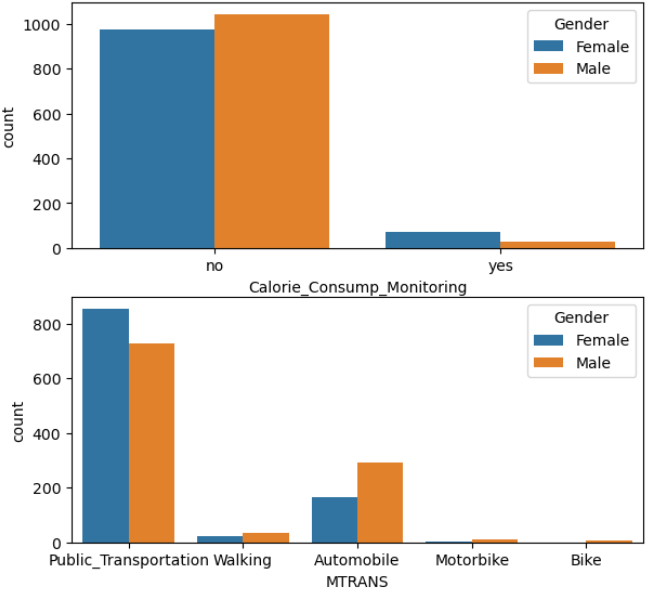 1000
800
600
400
200
0
count
Gender
Female
Male
no yes
Calorie_Consump_Monitoring
800
600
400
200
0
count
Gender
Female
Male
Public_Transportation Walking Automobile Motorbike Bike
MTRANS